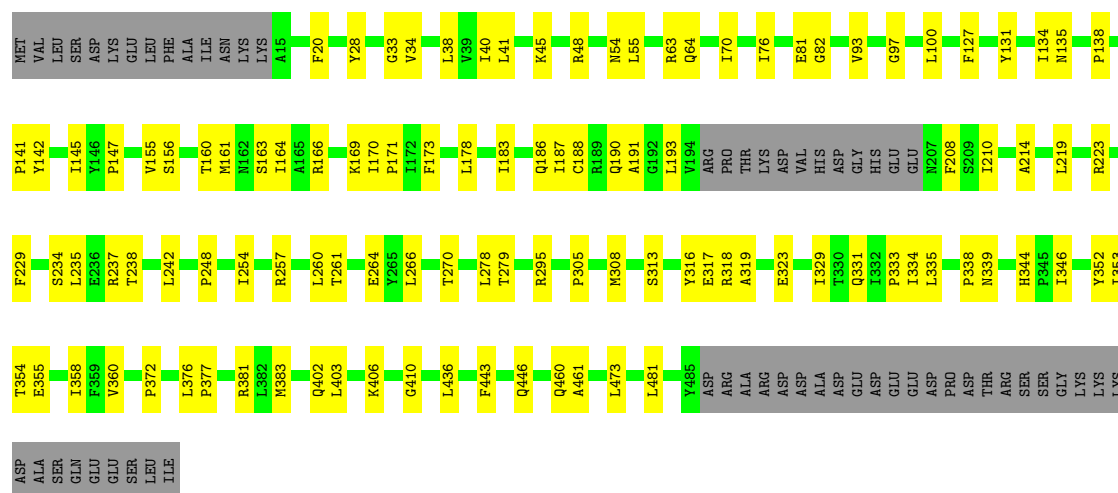 MET VAL LEU SER ASP LYS GLU LEU PHE ALA ILE ASN LYS LYS A15 F20 Y28 G33 V34 L38 V39 I40 L41 K45 R48 N54 L55 R63 Q64 I70 I76 E81 G82 V93 G97 L100 F127 Y131 I134 N135 P138
P141 Y142 I145 Y146 P147 V155 S156 T160 M161 N162 S163 I164 A165 R166 K169 I170 P171 I172 F173 L178 I183 Q186 I187 C188 R189 Q190 A191 G192 L193 V194 ARG PRO THR LYS ASP VAL HIS ASP GLY HIS GLU GLU N207 F208 S209 I210 A214 L219 R223
F229 S234 L235 E236 R237 T238 L242 P248 I254 R257 L260 T261 E264 Y265 L266 T270 L278 T279 R295 P305 M308 S313 Y316 E317 R318 A319 E323 I329 T330 Q331 I332 P333 I334 L335 P338 N339 H344 P345 I346 Y352
T354 E355 I358 F359 V360 P372 L376 P377 R381 L382 M383 Q402 L403 K406 G410 L436 F443 Q446 Q460 A461 L473 L481 Y485 ASP ARG ALA ARG ASP ASP ALA ASP GLU ASP GLU GLU ASP PRO ASP THR ARG SER SER GLY LYS LYS LYS
ASP ALA SER GLN GLU GLU SER LEU ILE